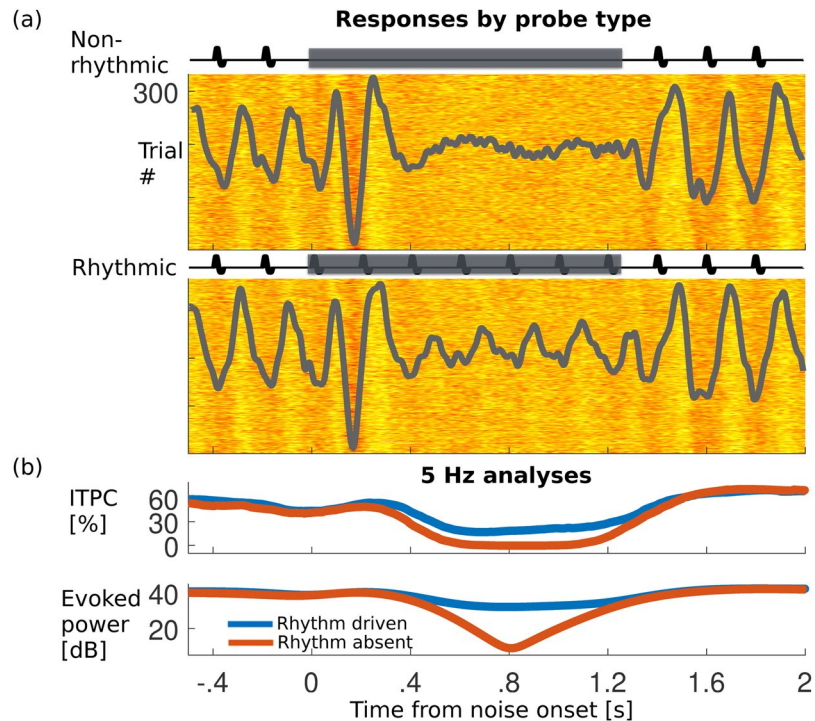 (a)
Responses by probe type
Non-
rhythmic
300
Trial
#
Rhythmic
(b)
5 Hz analyses
ITPC
[%]
60
30
0
Evoked
power
[dB]
40
20
Rhythm driven
Rhythm absent
-.4 0 .4 .8 1.2 1.6 2
Time from noise onset [s]